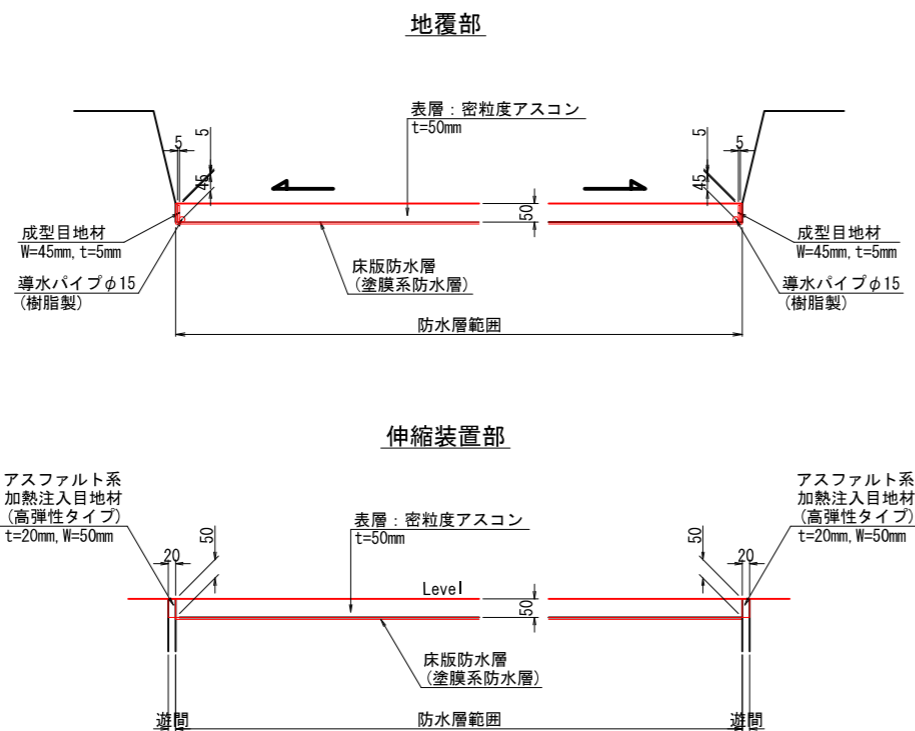 地覆部
表層：密粒度アスコン
t=50mm
5
5
45
5
5
45
50
成型目地材
W=45mm, t=5mm
導水パイプφ15
(樹脂製)
床版防水層
(塗膜系防水層)
成型目地材
W=45mm, t=5mm
導水パイプφ15
(樹脂製)
防水層範囲
伸縮装置部
アスファルト系
加熱注入目地材
(高弾性タイプ)
t=20mm, W=50mm
20
50
表層：密粒度アスコン
t=50mm
Level
50
50
20
アスファルト系
加熱注入目地材
(高弾性タイプ)
t=20mm, W=50mm
床版防水層
(塗膜系防水層)
遊間
防水層範囲
遊間